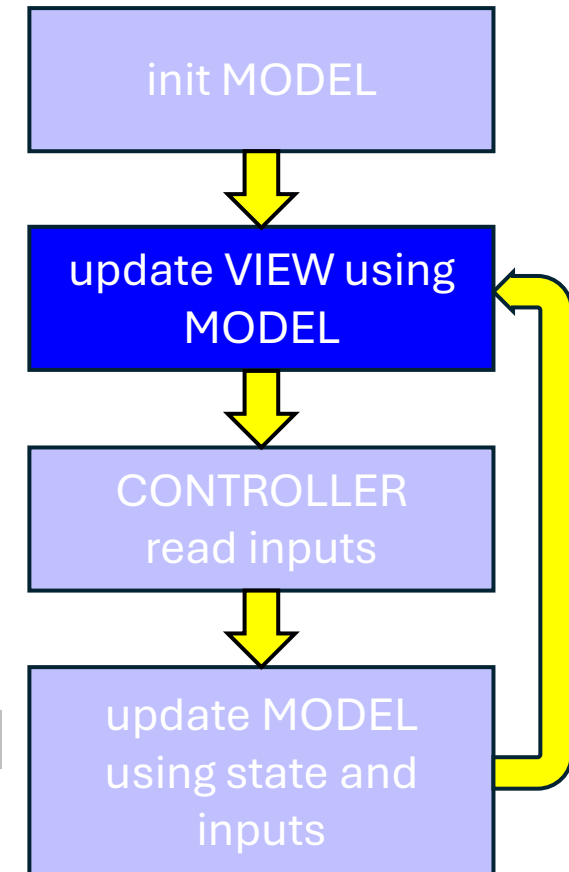 init MODEL
update VIEW using
MODEL
CONTROLLER
read inputs
update MODEL
using state and
inputs